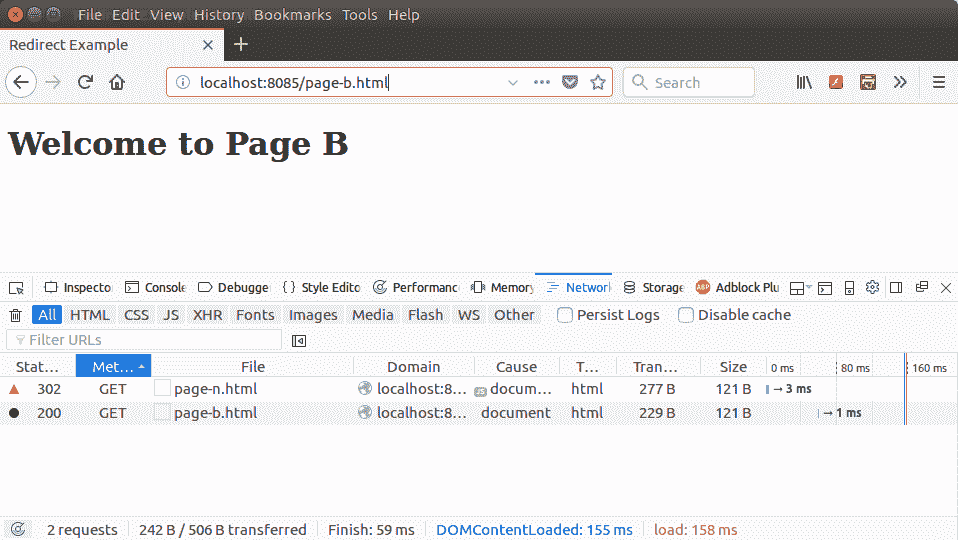 File Edit View History Bookmarks Tools Help
Redirect Example
localhost:8085/page-b.html
Search
Welcome to Page B
Inspector Console Debugge Style Edito Performanc Memory Network Storage Adblock Plu
All HTML CSS JS XHR Fonts Images Media Flash WS Other Persist Logs Disable cache
Filter URLs
Stat... Met... File Domain Cause T... Tran... Size 0 ms 80 ms 160 ms
302 GET page-n.html localhost:8... docum... html 277 B 121 B → 3 ms
200 GET page-b.html localhost:8... document html 229 B 121 B → 1 ms
2 requests 242 B / 506 B transferred Finish: 59 ms DOMContentLoaded: 155 ms load: 158 ms